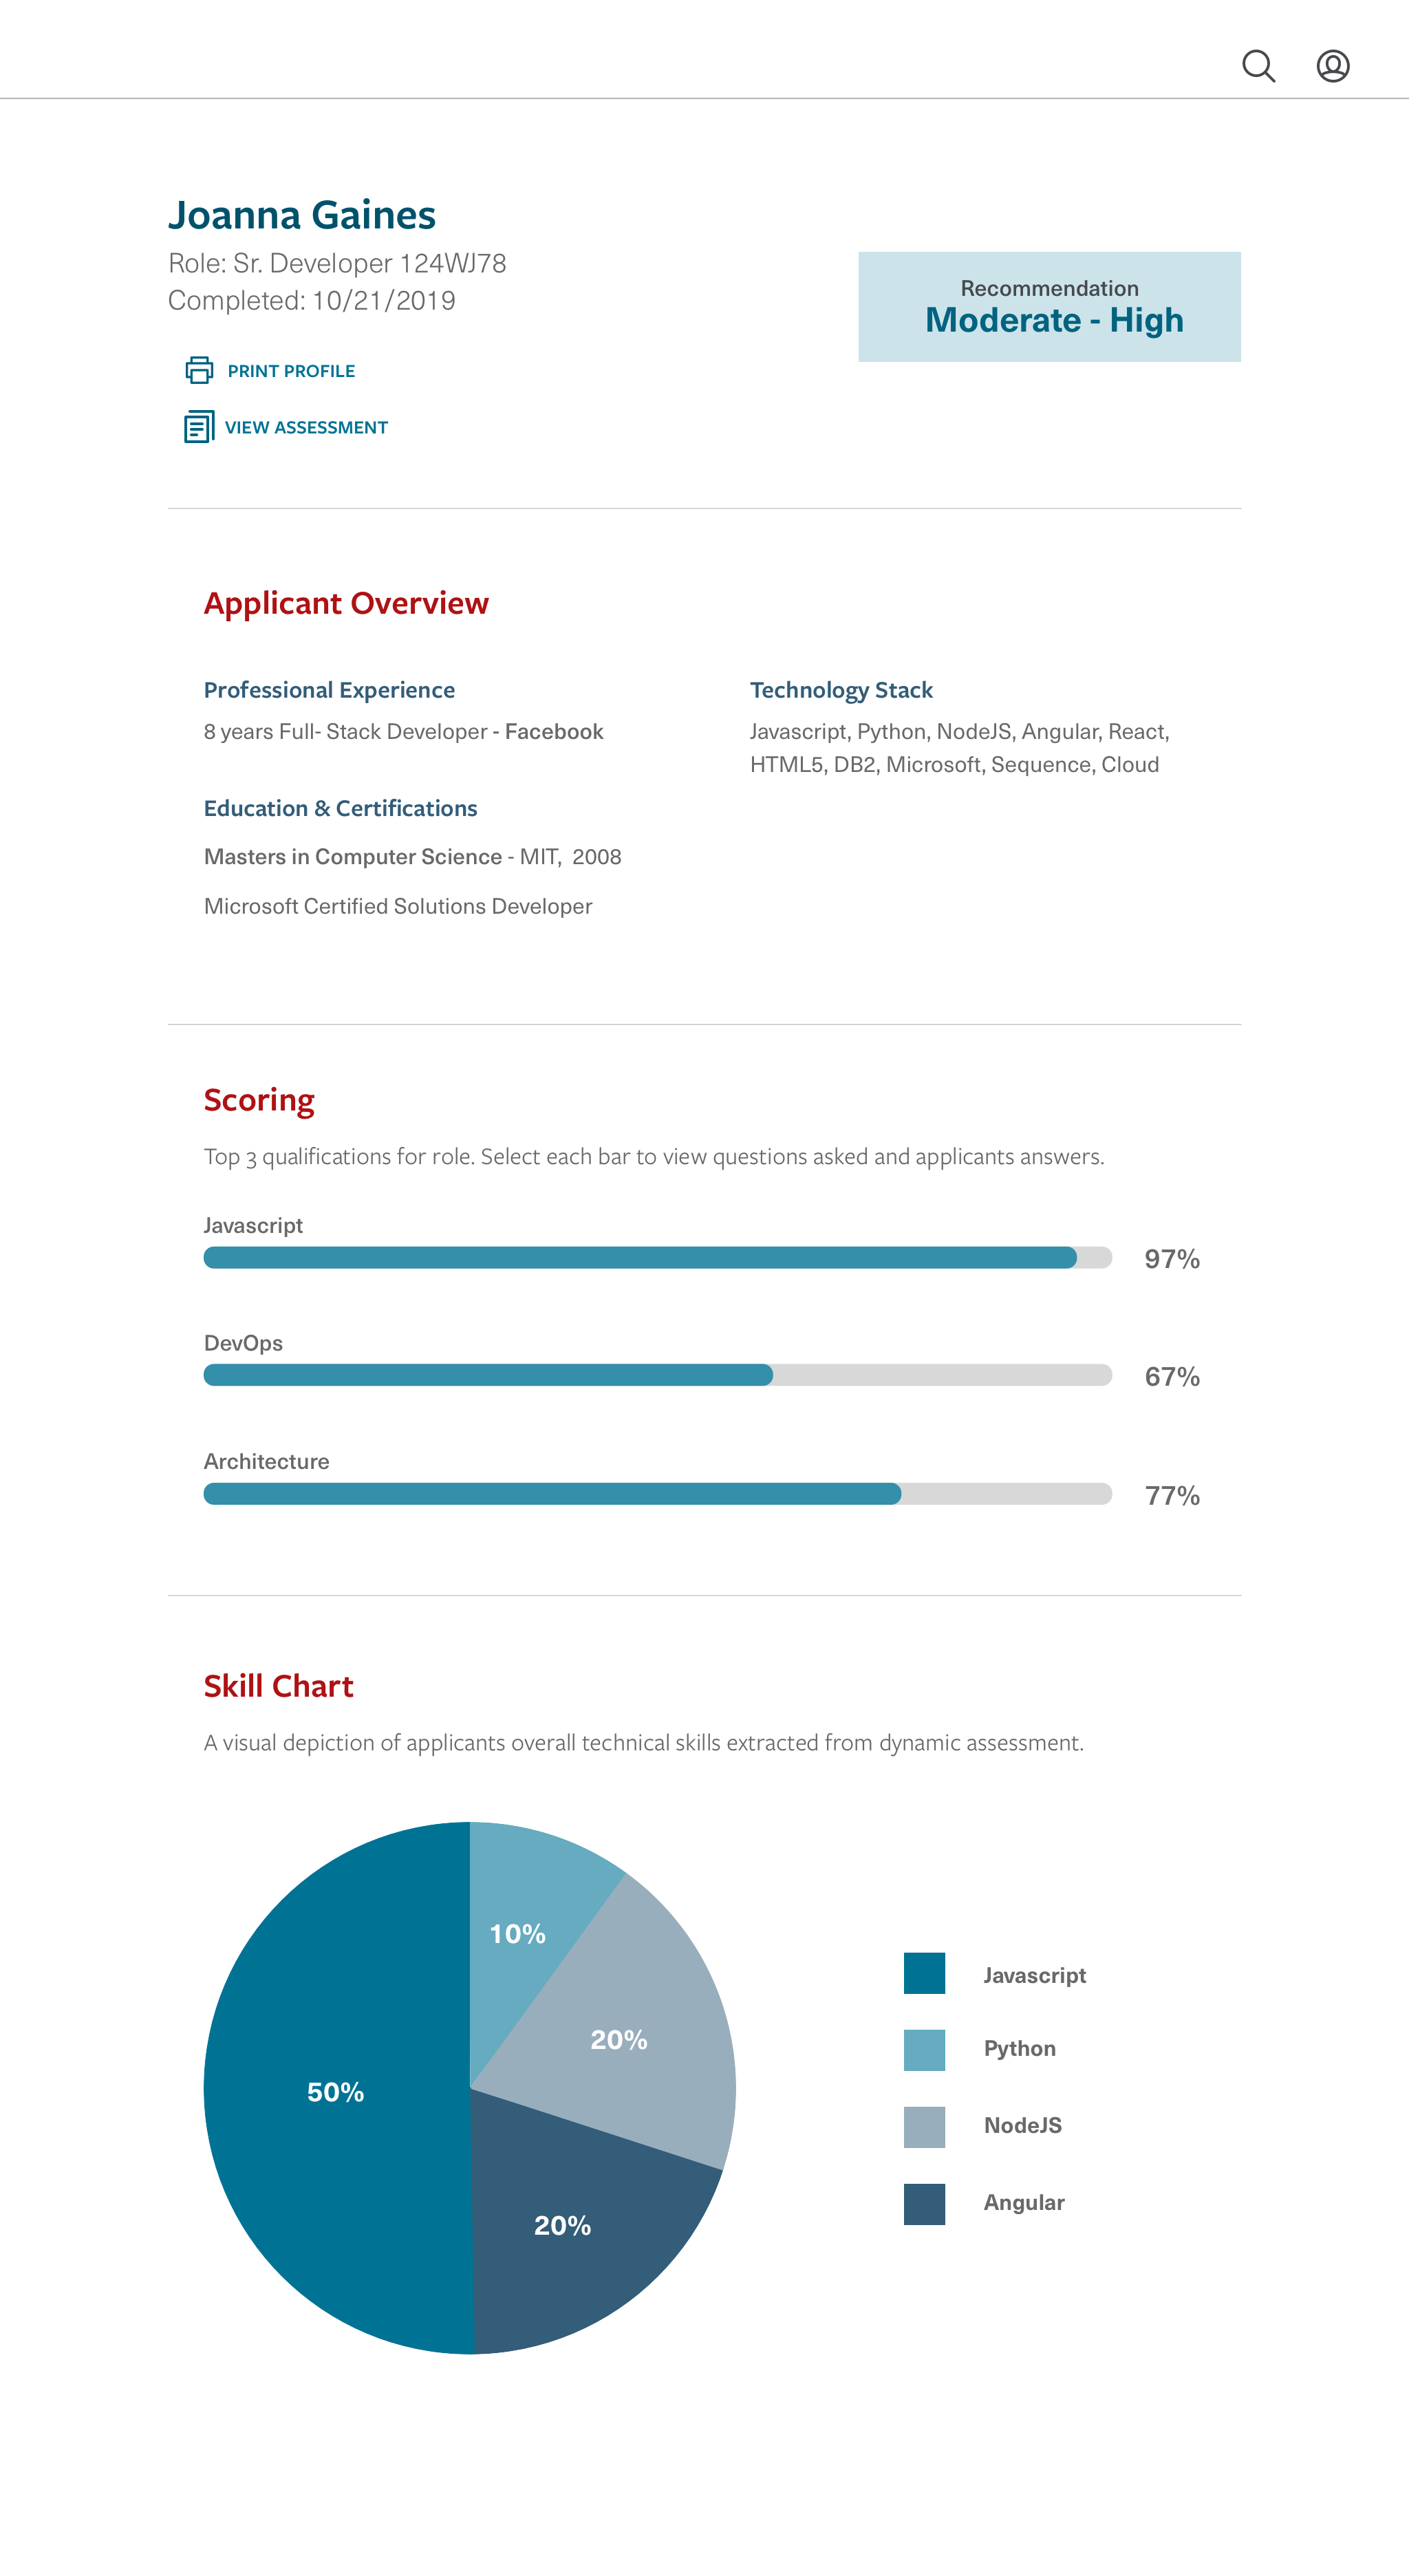 Joanna Gaines
Role: Sr. Developer 124WJ78
Completed: 10/21/2019
Recommendation
Moderate - High
PRINT PROFILE
VIEW ASSESSMENT
Applicant Overview
Professional Experience
8 years Full- Stack Developer - Facebook
Education & Certifications
Masters in Computer Science - MIT,  2008
Microsoft Certified Solutions Developer
Technology Stack
Javascript, Python, NodeJS, Angular, React,
HTML5, DB2, Microsoft, Sequence, Cloud
Scoring
Top 3 qualifications for role. Select each bar to view questions asked and applicants answers.
Javascript
97%
DevOps
67%
Architecture
77%
Skill Chart
A visual depiction of applicants overall technical skills extracted from dynamic assessment.
10%
20%
50%
20%
Javascript
Python
NodeJS
Angular